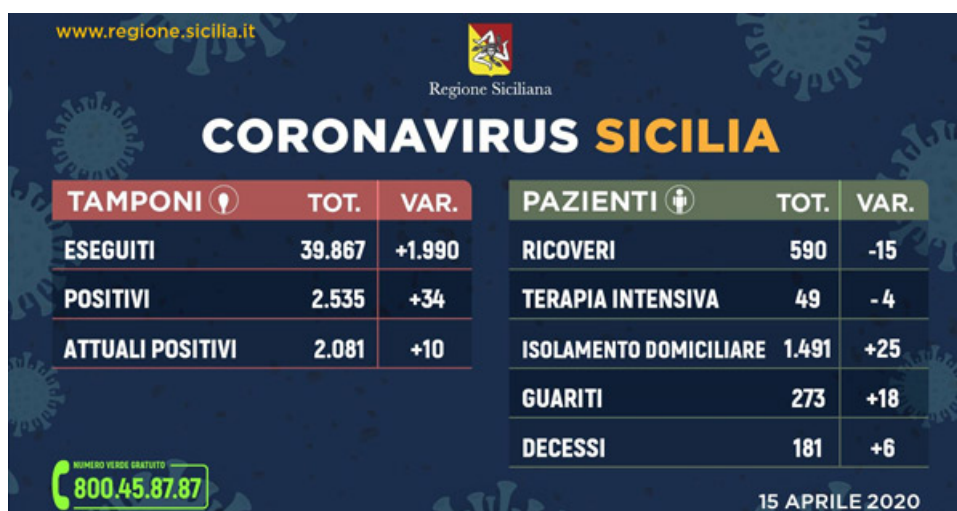 www.regione.sicilia.it
Regione Siciliana
CORONAVIRUS SICILIA
TAMPONI TOT. VAR.
ESEGUITI 39.867 +1.990
POSITIVI 2.535 +34
ATTUALI POSITIVI 2.081 +10
PAZIENTI TOT. VAR.
RICOVERI 590 -15
TERAPIA INTENSIVA 49 -4
ISOLAMENTO DOMICILIARE 1.491 +25
GUARITI 273 +18
DECESSI 181 +6
NUMERO VERDE GRATUITO
800.45.87.87
15 APRILE 2020